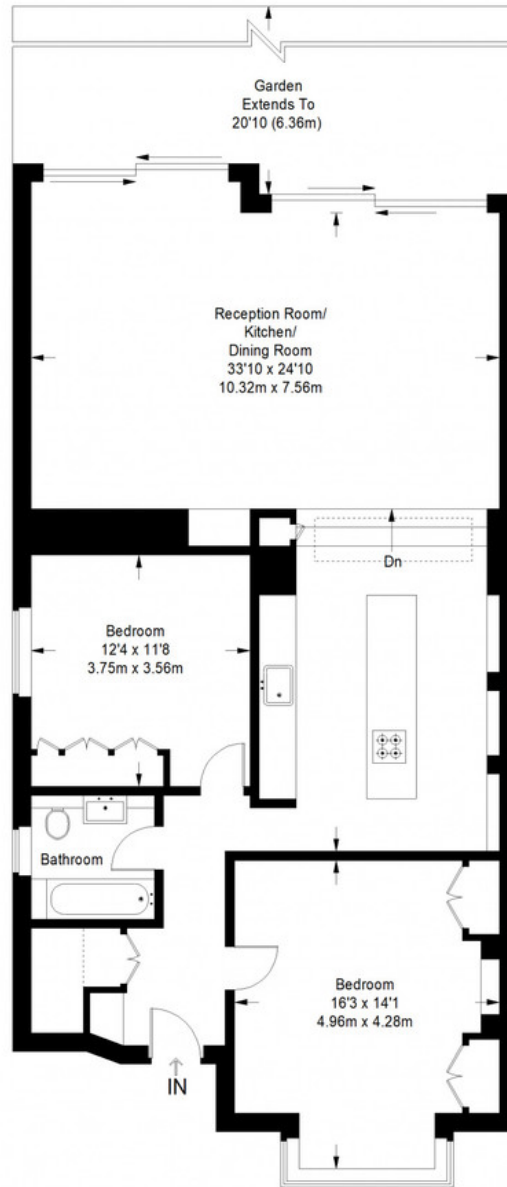 Garden
Extends To
20'10 (6.36m)
Reception Room/
Kitchen/
Dining Room
33'10 x 24'10
10.32m x 7.56m
Dn
Bedroom
12'4 x 11'8
3.75m x 3.56m
Bathroom
Bedroom
16'3 x 14'1
4.96m x 4.28m
IN